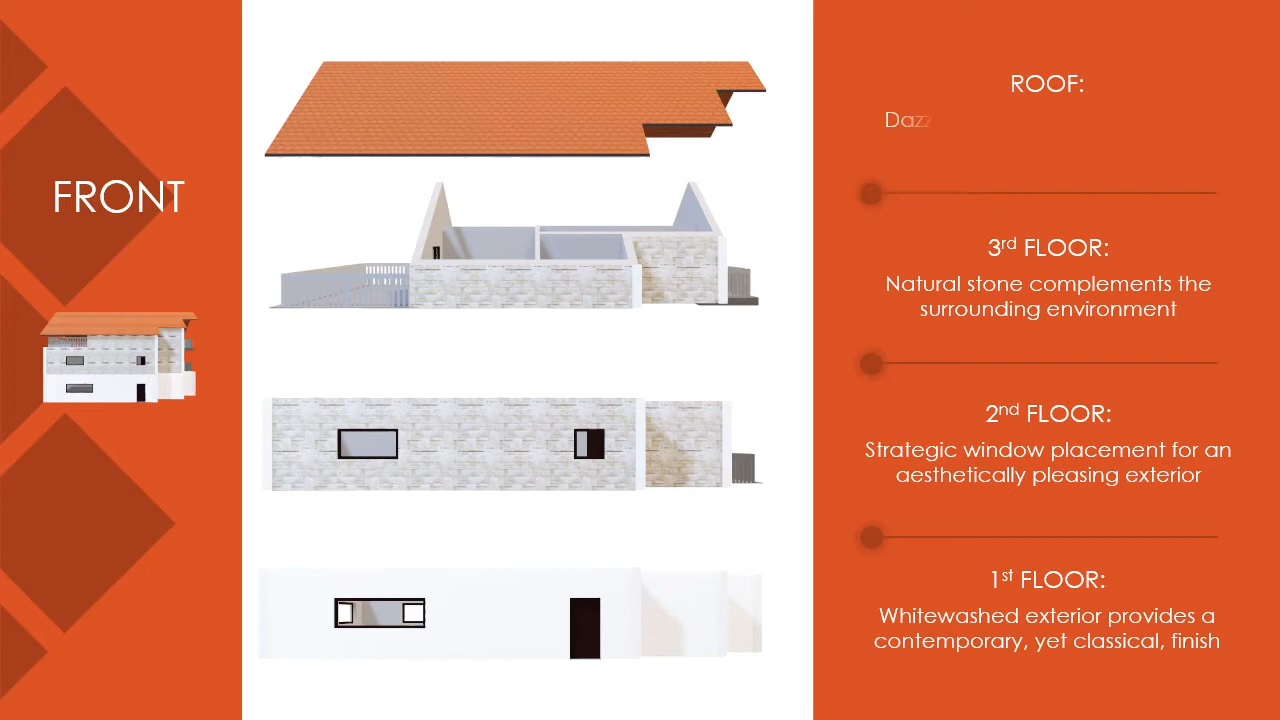 FRONT
ROOF:
Dazz
3rd FLOOR:
Natural stone complements the
surrounding environment
2nd FLOOR:
Strategic window placement for an
aesthetically pleasing exterior
1st FLOOR:
Whitewashed exterior provides a
contemporary, yet classical, finish